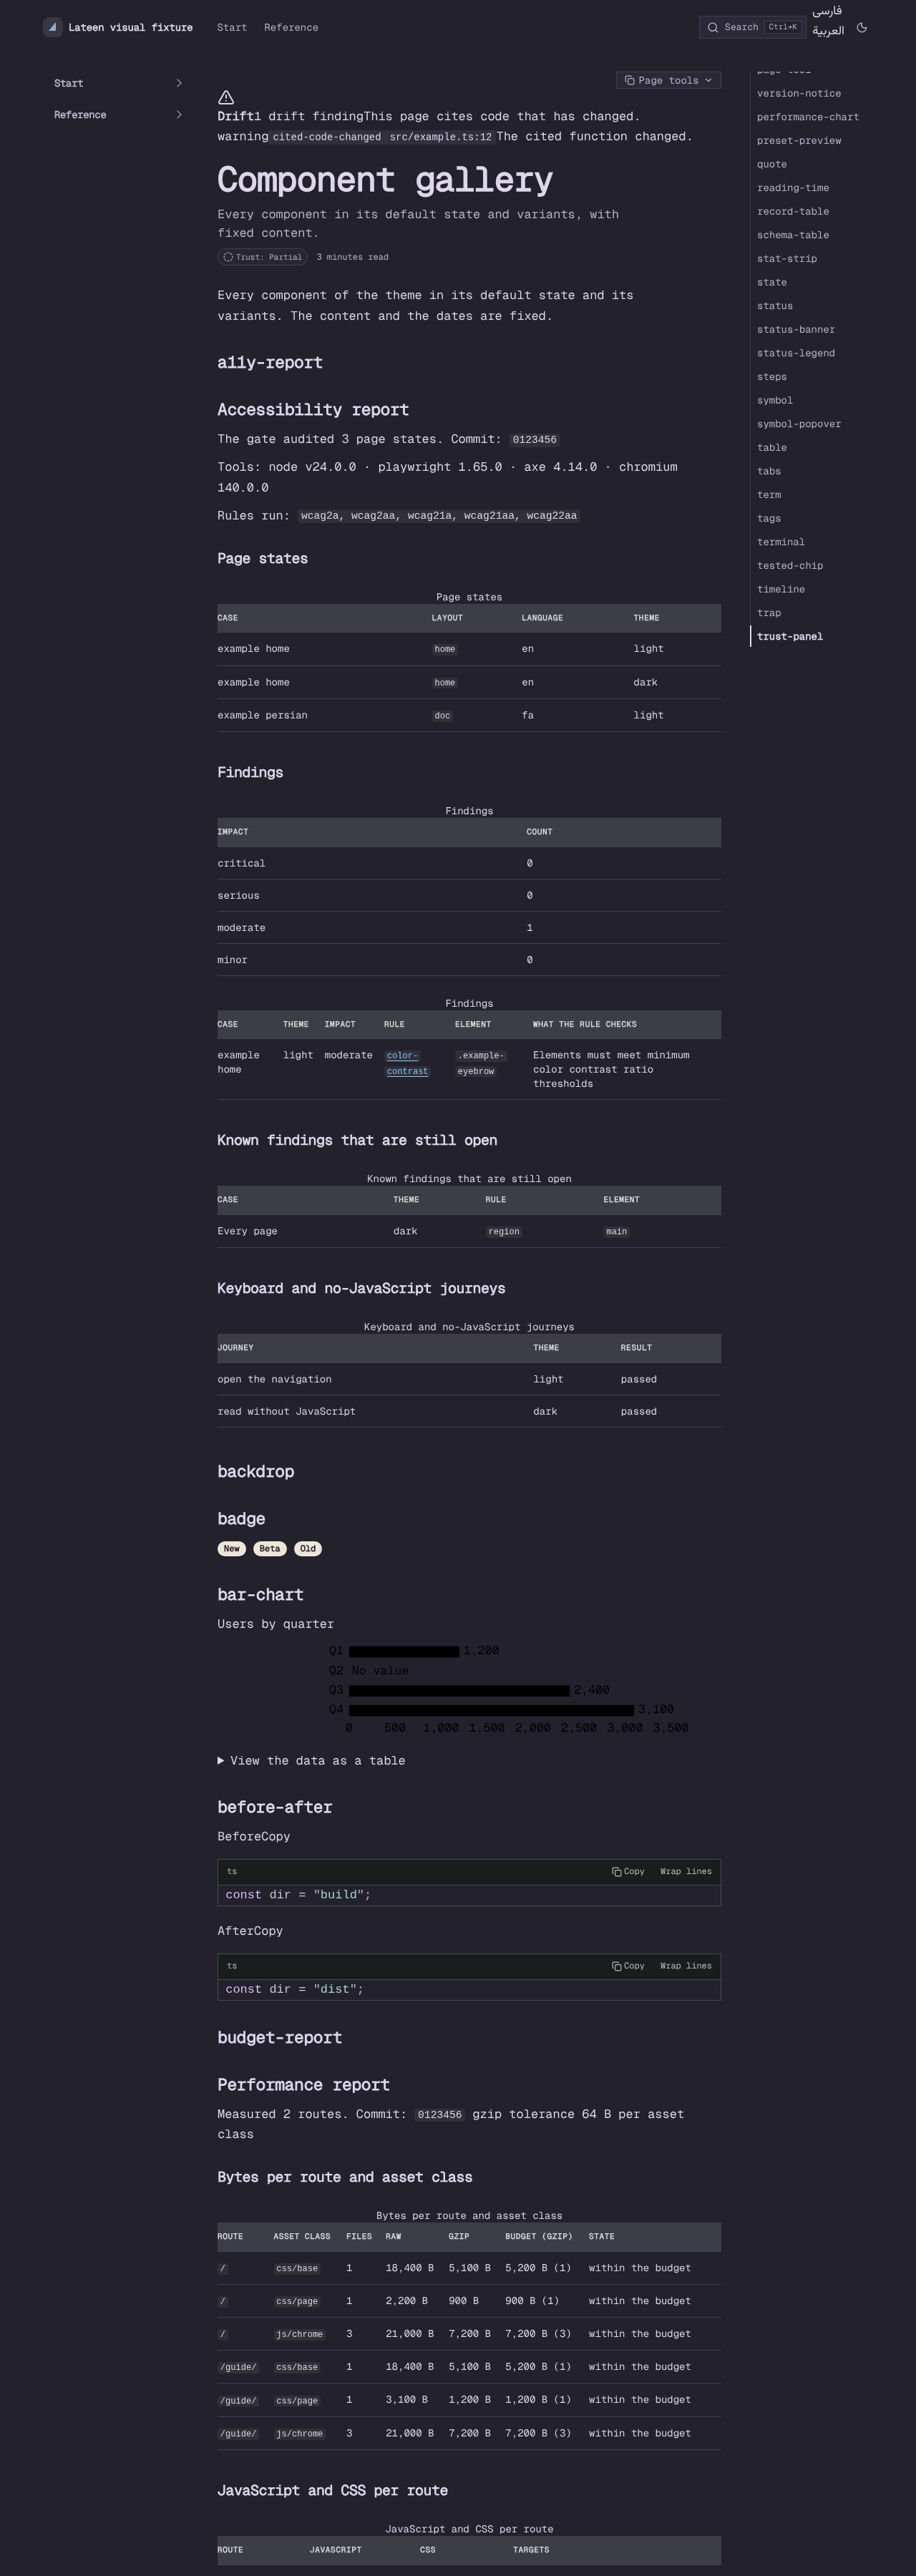 Lateen visual fixture
Start
Reference
Search
Ctrl+K
فارسی
العربية
Start
Reference
Page tools
Drift1 drift findingThis page cites code that has changed.
warning cited-code-changed src/example.ts:12 The cited function changed.
Component gallery
Every component in its default state and variants, with
fixed content.
Trust: Partial
3 minutes read
Every component of the theme in its default state and its
variants. The content and the dates are fixed.
a11y-report
Accessibility report
The gate audited 3 page states. Commit: 0123456
Tools: node v24.0.0 · playwright 1.65.0 · axe 4.14.0 · chromium
140.0.0
Rules run: wcag2a, wcag2aa, wcag21a, wcag21aa, wcag22aa
Page states
Page states
CASE LAYOUT LANGUAGE THEME
example home home en light
example home home en dark
example persian doc fa light
Findings
Findings
IMPACT COUNT
critical 0
serious 0
moderate 1
minor 0
Findings
CASE THEME IMPACT RULE ELEMENT WHAT THE RULE CHECKS
example light moderate color- .example- Elements must meet minimum
home contrast eyebrow color contrast ratio
thresholds
Known findings that are still open
Known findings that are still open
CASE THEME RULE ELEMENT
Every page dark region main
Keyboard and no-JavaScript journeys
Keyboard and no-JavaScript journeys
JOURNEY THEME RESULT
open the navigation light passed
read without JavaScript dark passed
backdrop
badge
New Beta Old
bar-chart
Users by quarter
Q1 1,200
Q2 No value
Q3 2,400
Q4 3,100
0 500 1,000 1,500 2,000 2,500 3,000 3,500
View the data as a table
before-after
BeforeCopy
ts Copy Wrap lines
const dir = "build";
AfterCopy
ts Copy Wrap lines
const dir = "dist";
budget-report
Performance report
Measured 2 routes. Commit: 0123456 gzip tolerance 64 B per asset
class
Bytes per route and asset class
Bytes per route and asset class
ROUTE ASSET CLASS FILES RAW GZIP BUDGET (GZIP) STATE
/ css/base 1 18,400 B 5,100 B 5,200 B (1) within the budget
/ css/page 1 2,200 B 900 B 900 B (1) within the budget
/ js/chrome 3 21,000 B 7,200 B 7,200 B (3) within the budget
/guide/ css/base 1 18,400 B 5,100 B 5,200 B (1) within the budget
/guide/ css/page 1 3,100 B 1,200 B 1,200 B (1) within the budget
/guide/ js/chrome 3 21,000 B 7,200 B 7,200 B (3) within the budget
JavaScript and CSS per route
JavaScript and CSS per route
ROUTE JAVASCRIPT CSS TARGETS
version-notice
performance-chart
preset-preview
quote
reading-time
record-table
schema-table
stat-strip
state
status
status-banner
status-legend
steps
symbol
symbol-popover
table
tabs
term
tags
terminal
tested-chip
timeline
trap
trust-panel